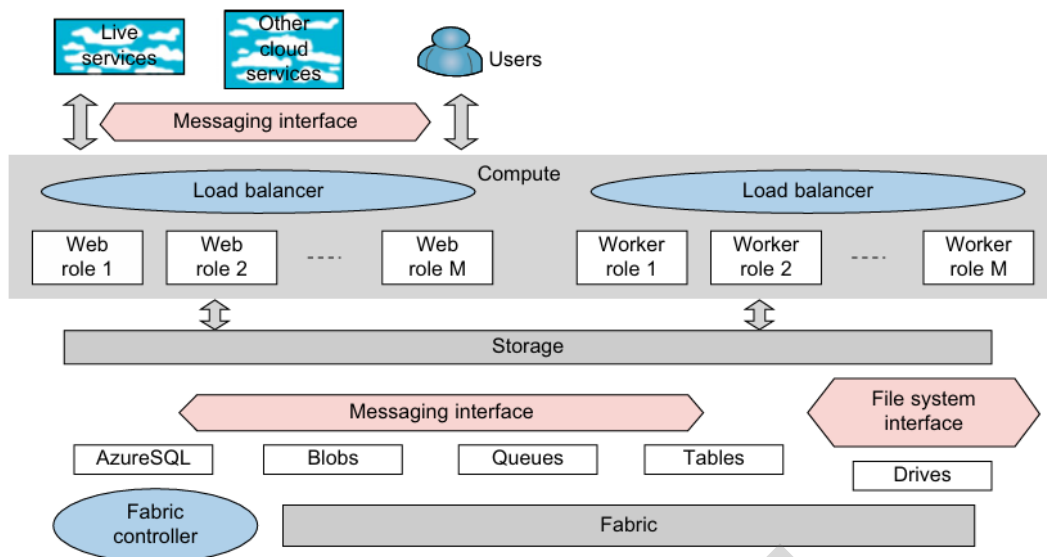 Live
services
Other
cloud
services
Users
Messaging interface
Compute
Load balancer
Load balancer
Web
role 1
Web
role 2
Web
role M
Worker
role 1
Worker
role 2
Worker
role M
Storage
Messaging interface
File system
interface
AzureSQL
Blobs
Queues
Tables
Drives
Fabric
controller
Fabric